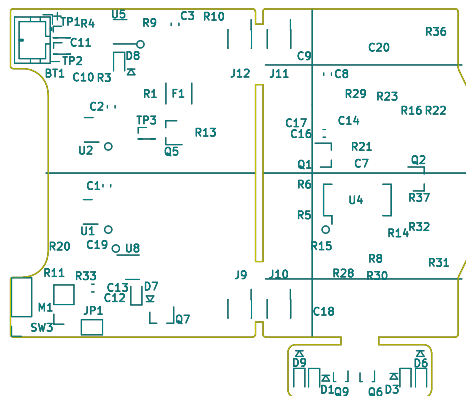 U5 C3 R10
TP1 R4 R9 R36
C11 C20
TP2 D8 C9
BT1 C10 R3 J12 J11 C8
R1 F1 R29 R23
C2 R16 R22
TP3 R13 C17 C14
C16
U2 Q5 R21
Q1 C7 Q2
C1 R6
U4 R37
R5
U1 R14 R32
R20 C19 U8 R15
R8 R31
R11 R33 J9 J10 R28 R30
C13 D7
C12
M1 JP1 Q7 C18
SW3
D9 D6
D1 Q9 Q6 D3